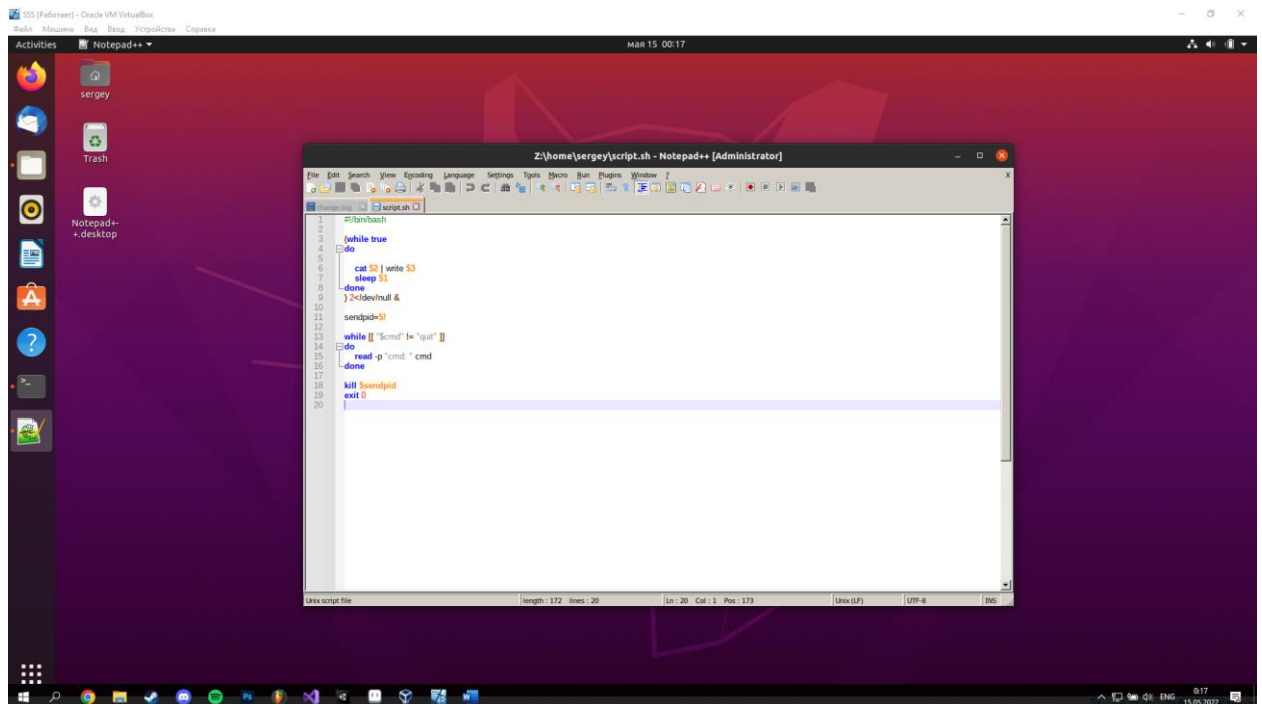 SSS [Работает] - Oracle VM VirtualBox
Файл Машина Вид Ввод Устройства Справка
Activities Notepad++ мая 15 00:17
sergey
Trash
Notepad+
+.desktop
Z:\home\sergey\script.sh - Notepad++ [Administrator]
File Edit Search View Encoding Language Settings Tools Macro Run Plugins Window ? X
change.log script.sh
1 #!/bin/bash
2
3 (while true
4 do
5
6 cat $2 | write $3
7 sleep $1
8 done
9 ) 2</dev/null &
10
11 sendpid=$!
12
13 while [[ "$cmd" != "quit" ]]
14 do
15 read -p "cmd: " cmd
16 done
17
18 kill $sendpid
19 exit 0
20
Unix script file length : 172 lines : 20 Ln : 20 Col : 1 Pos : 173 Unix (LF) UTF-8 INS
ENG 0:17
15.05.2022